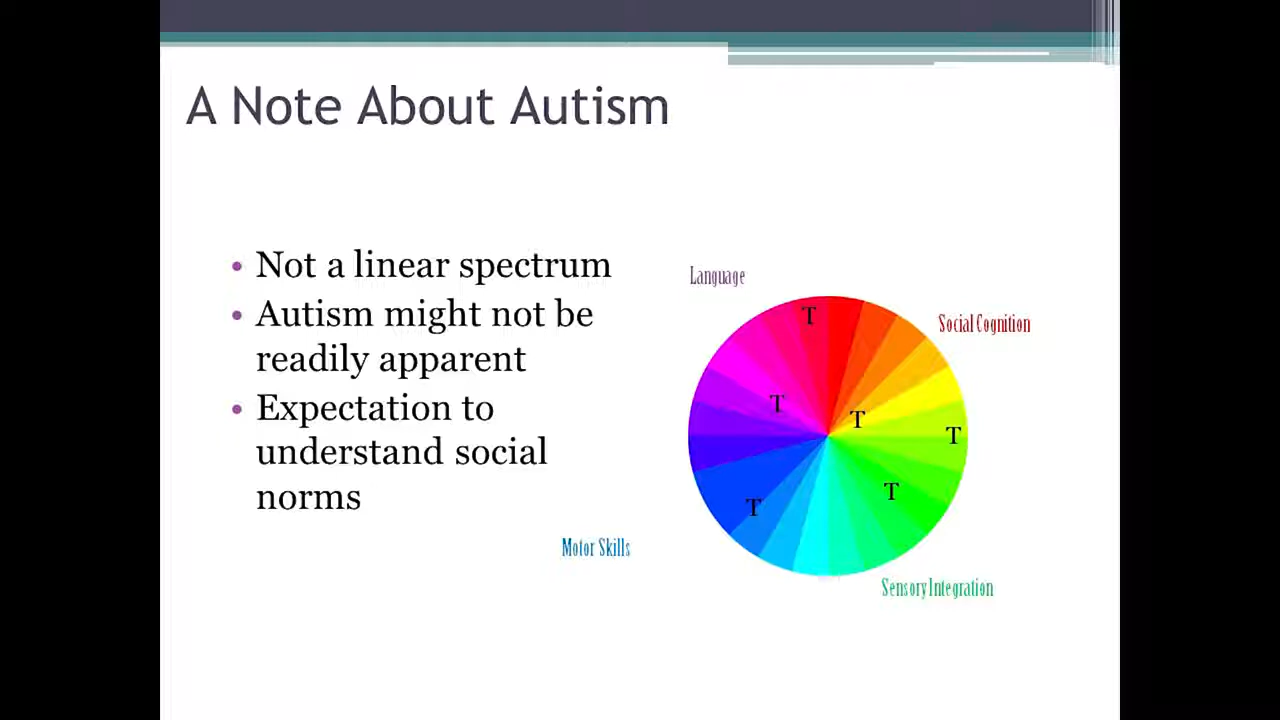 A Note About Autism
• Not a linear spectrum
• Autism might not be
readily apparent
• Expectation to
understand social
norms
Language
Social Cognition
T
T
T
T
T
T
Motor Skills
Sensory Integration